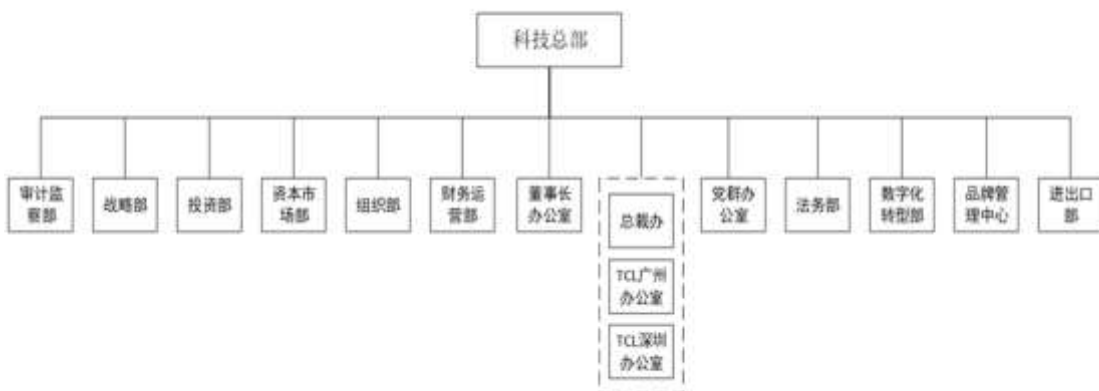 科技总部
审计监
察部
战略部
投资部
资本市
场部
组织部
财务运
营部
董事长
办公室
总裁办
TCL广州
办公室
TCL深圳
办公室
党群办
公室
法务部
数字化
转型部
品牌管
理中心
进出口
部